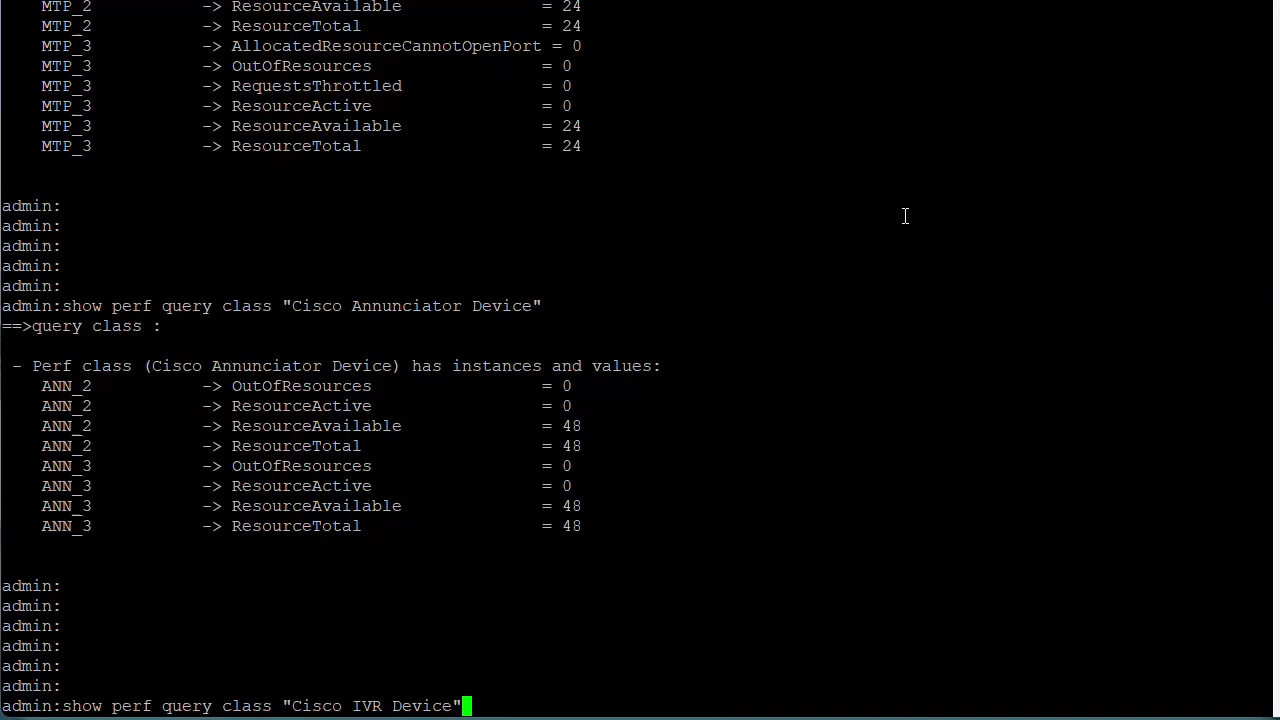 MTP_2 -> ResourceAvailable = 24
MTP_2 -> ResourceTotal = 24
MTP_3 -> AllocatedResourceCannotOpenPort = 0
MTP_3 -> OutOfResources = 0
MTP_3 -> RequestsThrottled = 0
MTP_3 -> ResourceActive = 0
MTP_3 -> ResourceAvailable = 24
MTP_3 -> ResourceTotal = 24
admin:
admin:
admin:
admin:
admin:
admin:show perf query class "Cisco Annunciator Device"
==>query class :
- Perf class (Cisco Annunciator Device) has instances and values:
ANN_2 -> OutOfResources = 0
ANN_2 -> ResourceActive = 0
ANN_2 -> ResourceAvailable = 48
ANN_2 -> ResourceTotal = 48
ANN_3 -> OutOfResources = 0
ANN_3 -> ResourceActive = 0
ANN_3 -> ResourceAvailable = 48
ANN_3 -> ResourceTotal = 48
admin:
admin:
admin:
admin:
admin:
admin:
admin:show perf query class "Cisco IVR Device"